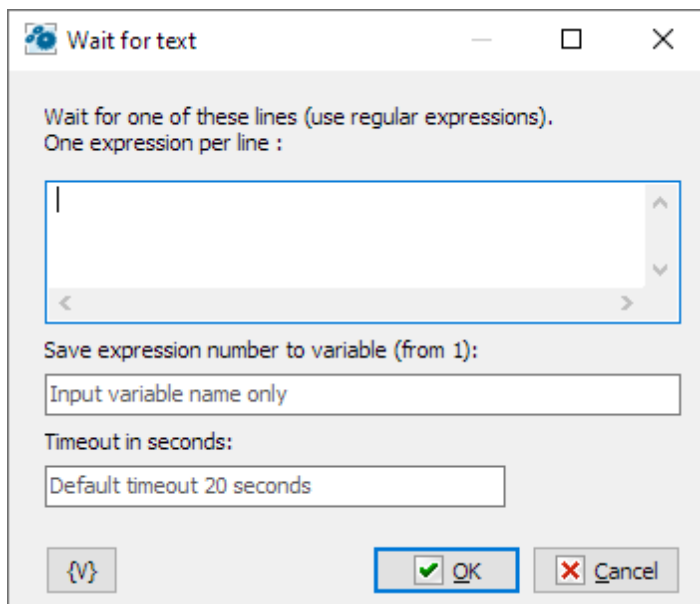 Wait for text
Wait for one of these lines (use regular expressions).
One expression per line :
Save expression number to variable (from 1):
Input variable name only
Timeout in seconds:
Default timeout 20 seconds
{V} OK Cancel